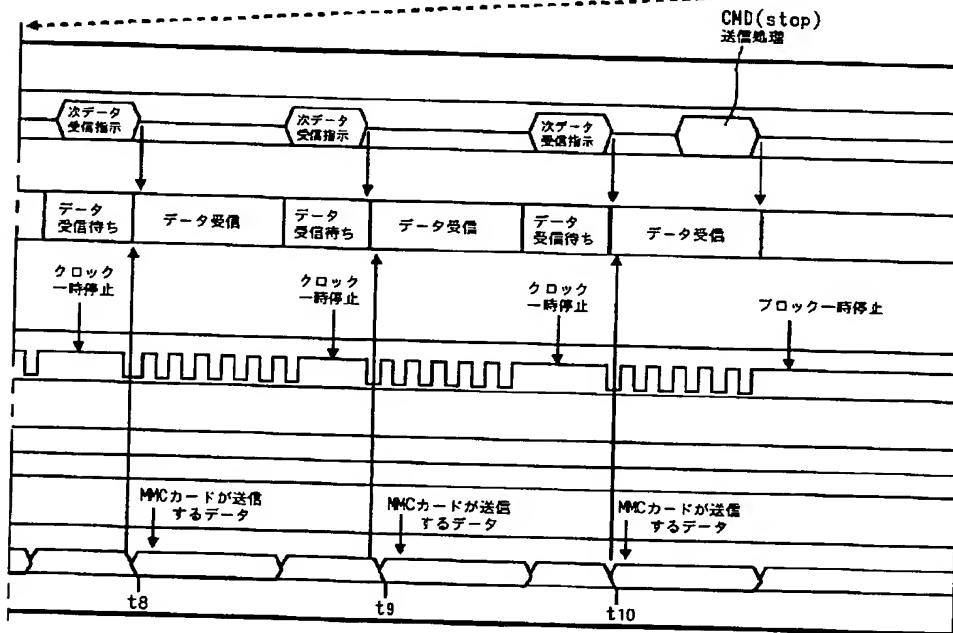 CMD(stop)
送信処理
次データ
受信指示
次データ
受信指示
次データ
受信指示
データ
受信待ち
データ受信
データ
受信待ち
データ受信
データ
受信待ち
データ受信
クロック
一時停止
クロック
一時停止
クロック
一時停止
ブロック一時停止
MMCカードが送信
するデータ
MMCカードが送信
するデータ
MMCカードが送信
するデータ
t8
t9
t10